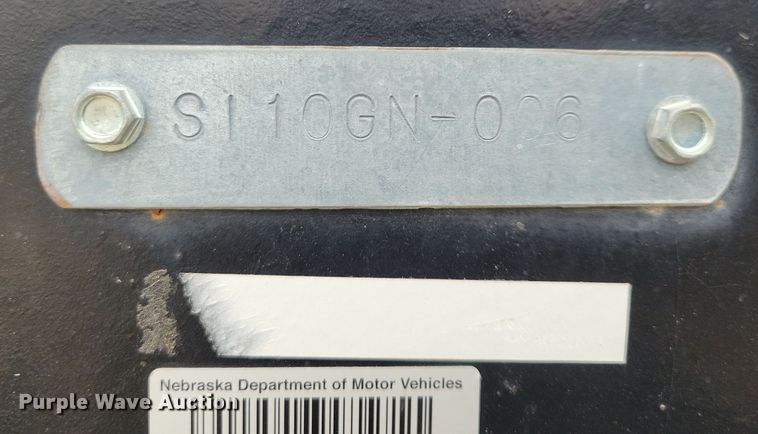 SI10GN-006
Nebraska Department of Motor Vehicles
Purple Wave Auction